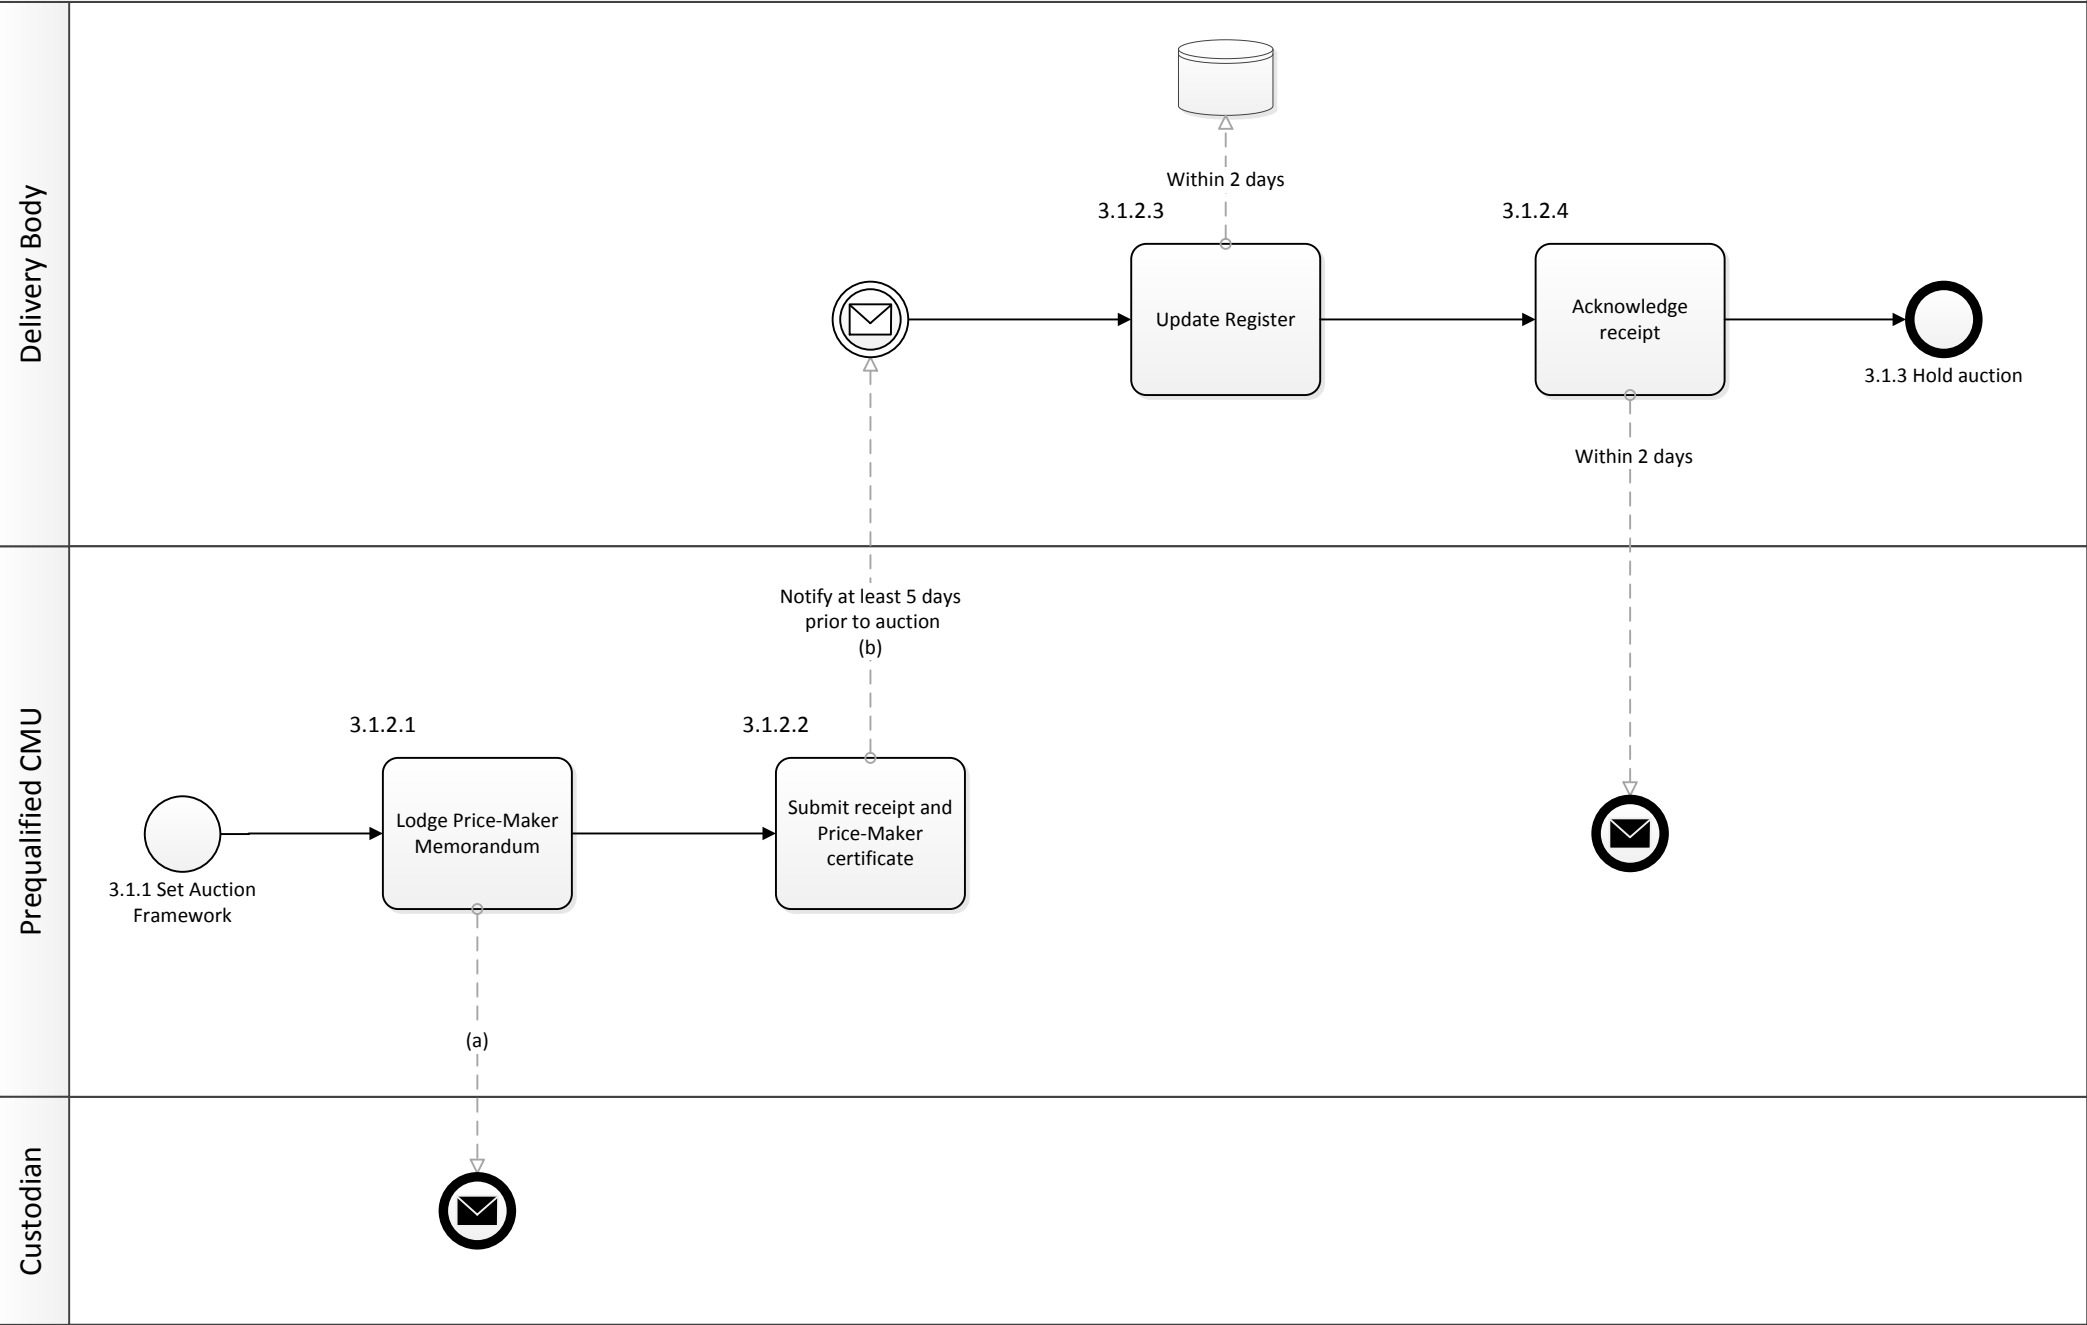 Delivery Body
Within 2 days
3.1.2.3
3.1.2.4
Update Register
Acknowledge
receipt
3.1.3 Hold auction
Within 2 days
Prequalified CMU
Notify at least 5 days
prior to auction
(b)
3.1.2.1
3.1.2.2
Lodge Price-Maker
Memorandum
Submit receipt and
Price-Maker
certificate
3.1.1 Set Auction
Framework
(a)
Custodian